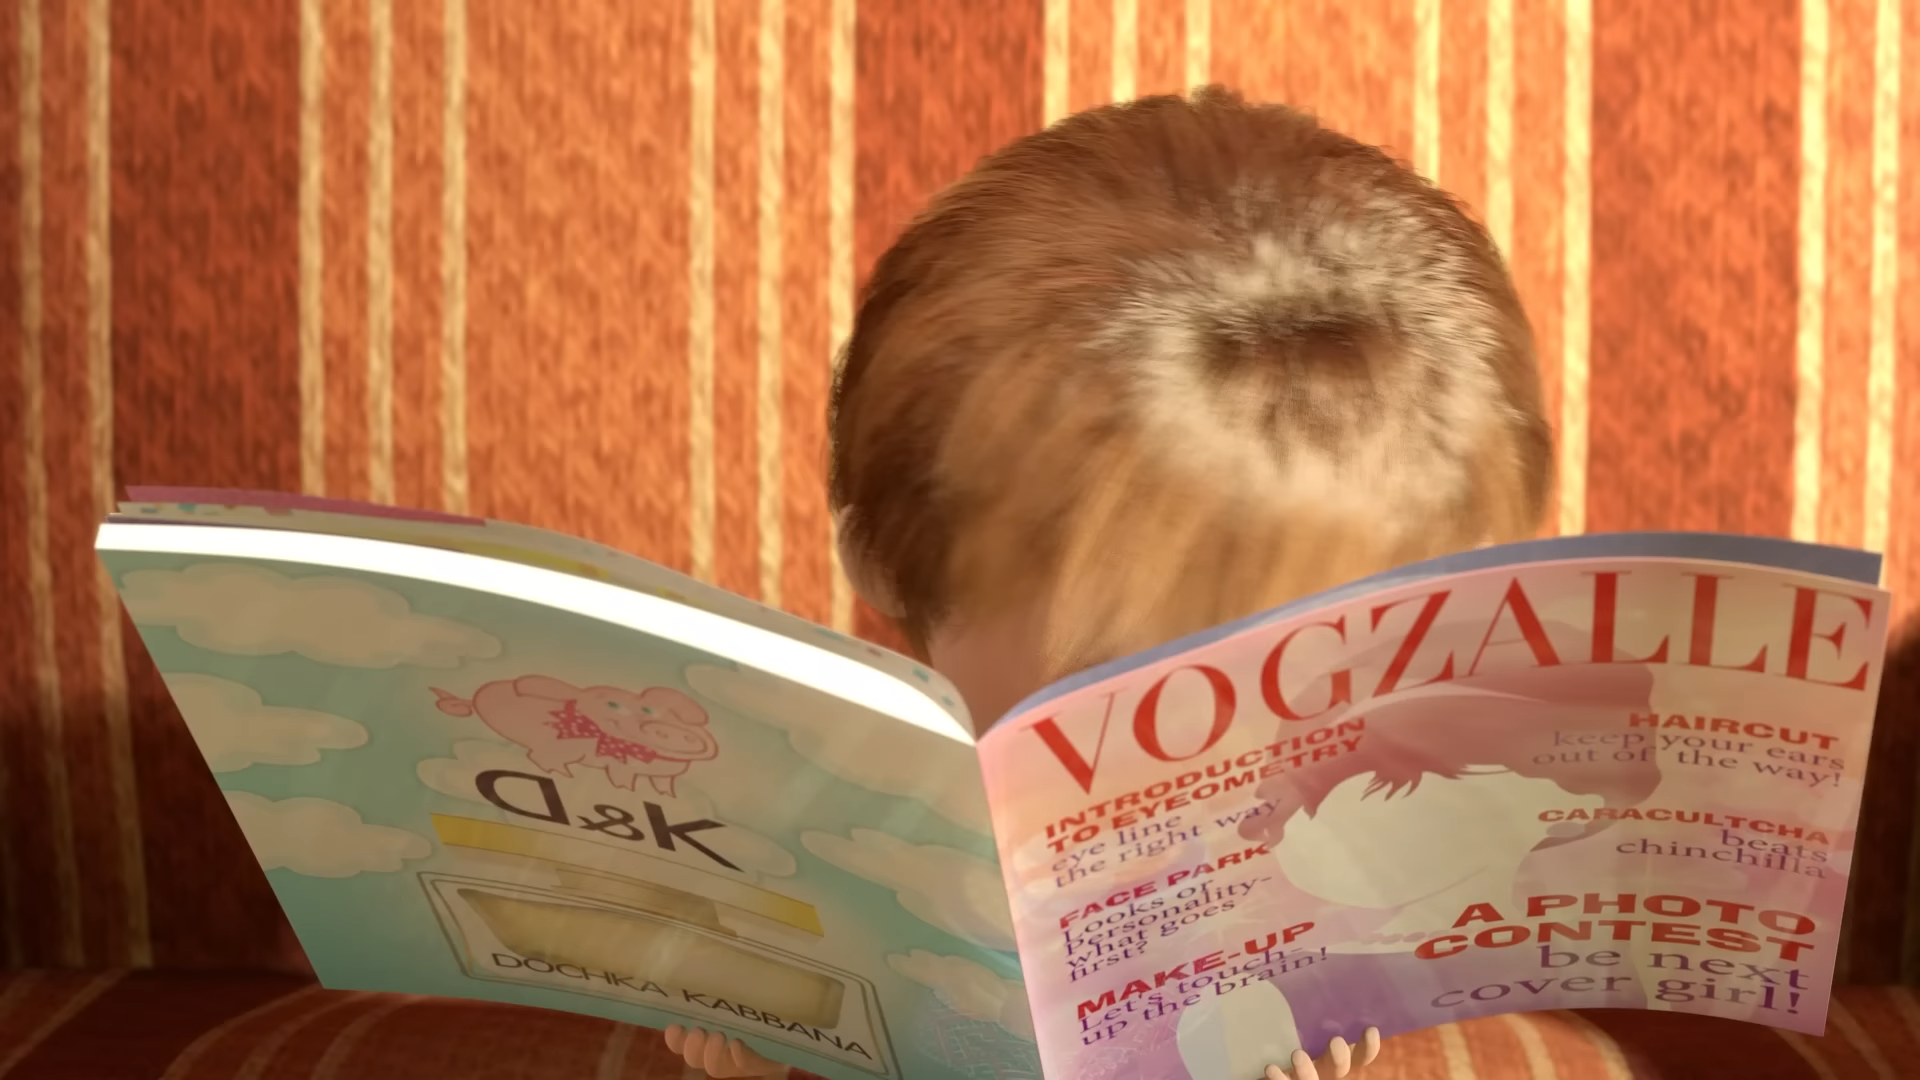 D&K
DOCHKA KABBANA
VOGZALLE
INTRODUCTION
TO EYEOMETRY
eye line
the right way
FACE PARK
Looks or
personality-
what goes
first?
MAKE-UP
Let's touch
up the brain!
HAIRCUT
keep your ears
out of the way!
CARACULTCHA
beats
chinchilla
A PHOTO
CONTEST
be next
cover girl!